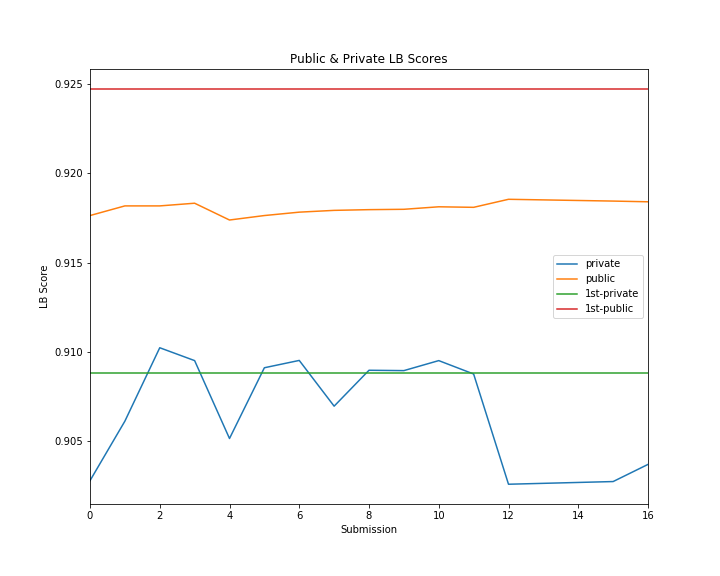 Public & Private LB Scores
0.925
0.920
0.915
0.910
0.905
LB Score
private
public
1st-private
1st-public
0 2 4 6 8 10 12 14 16
Submission